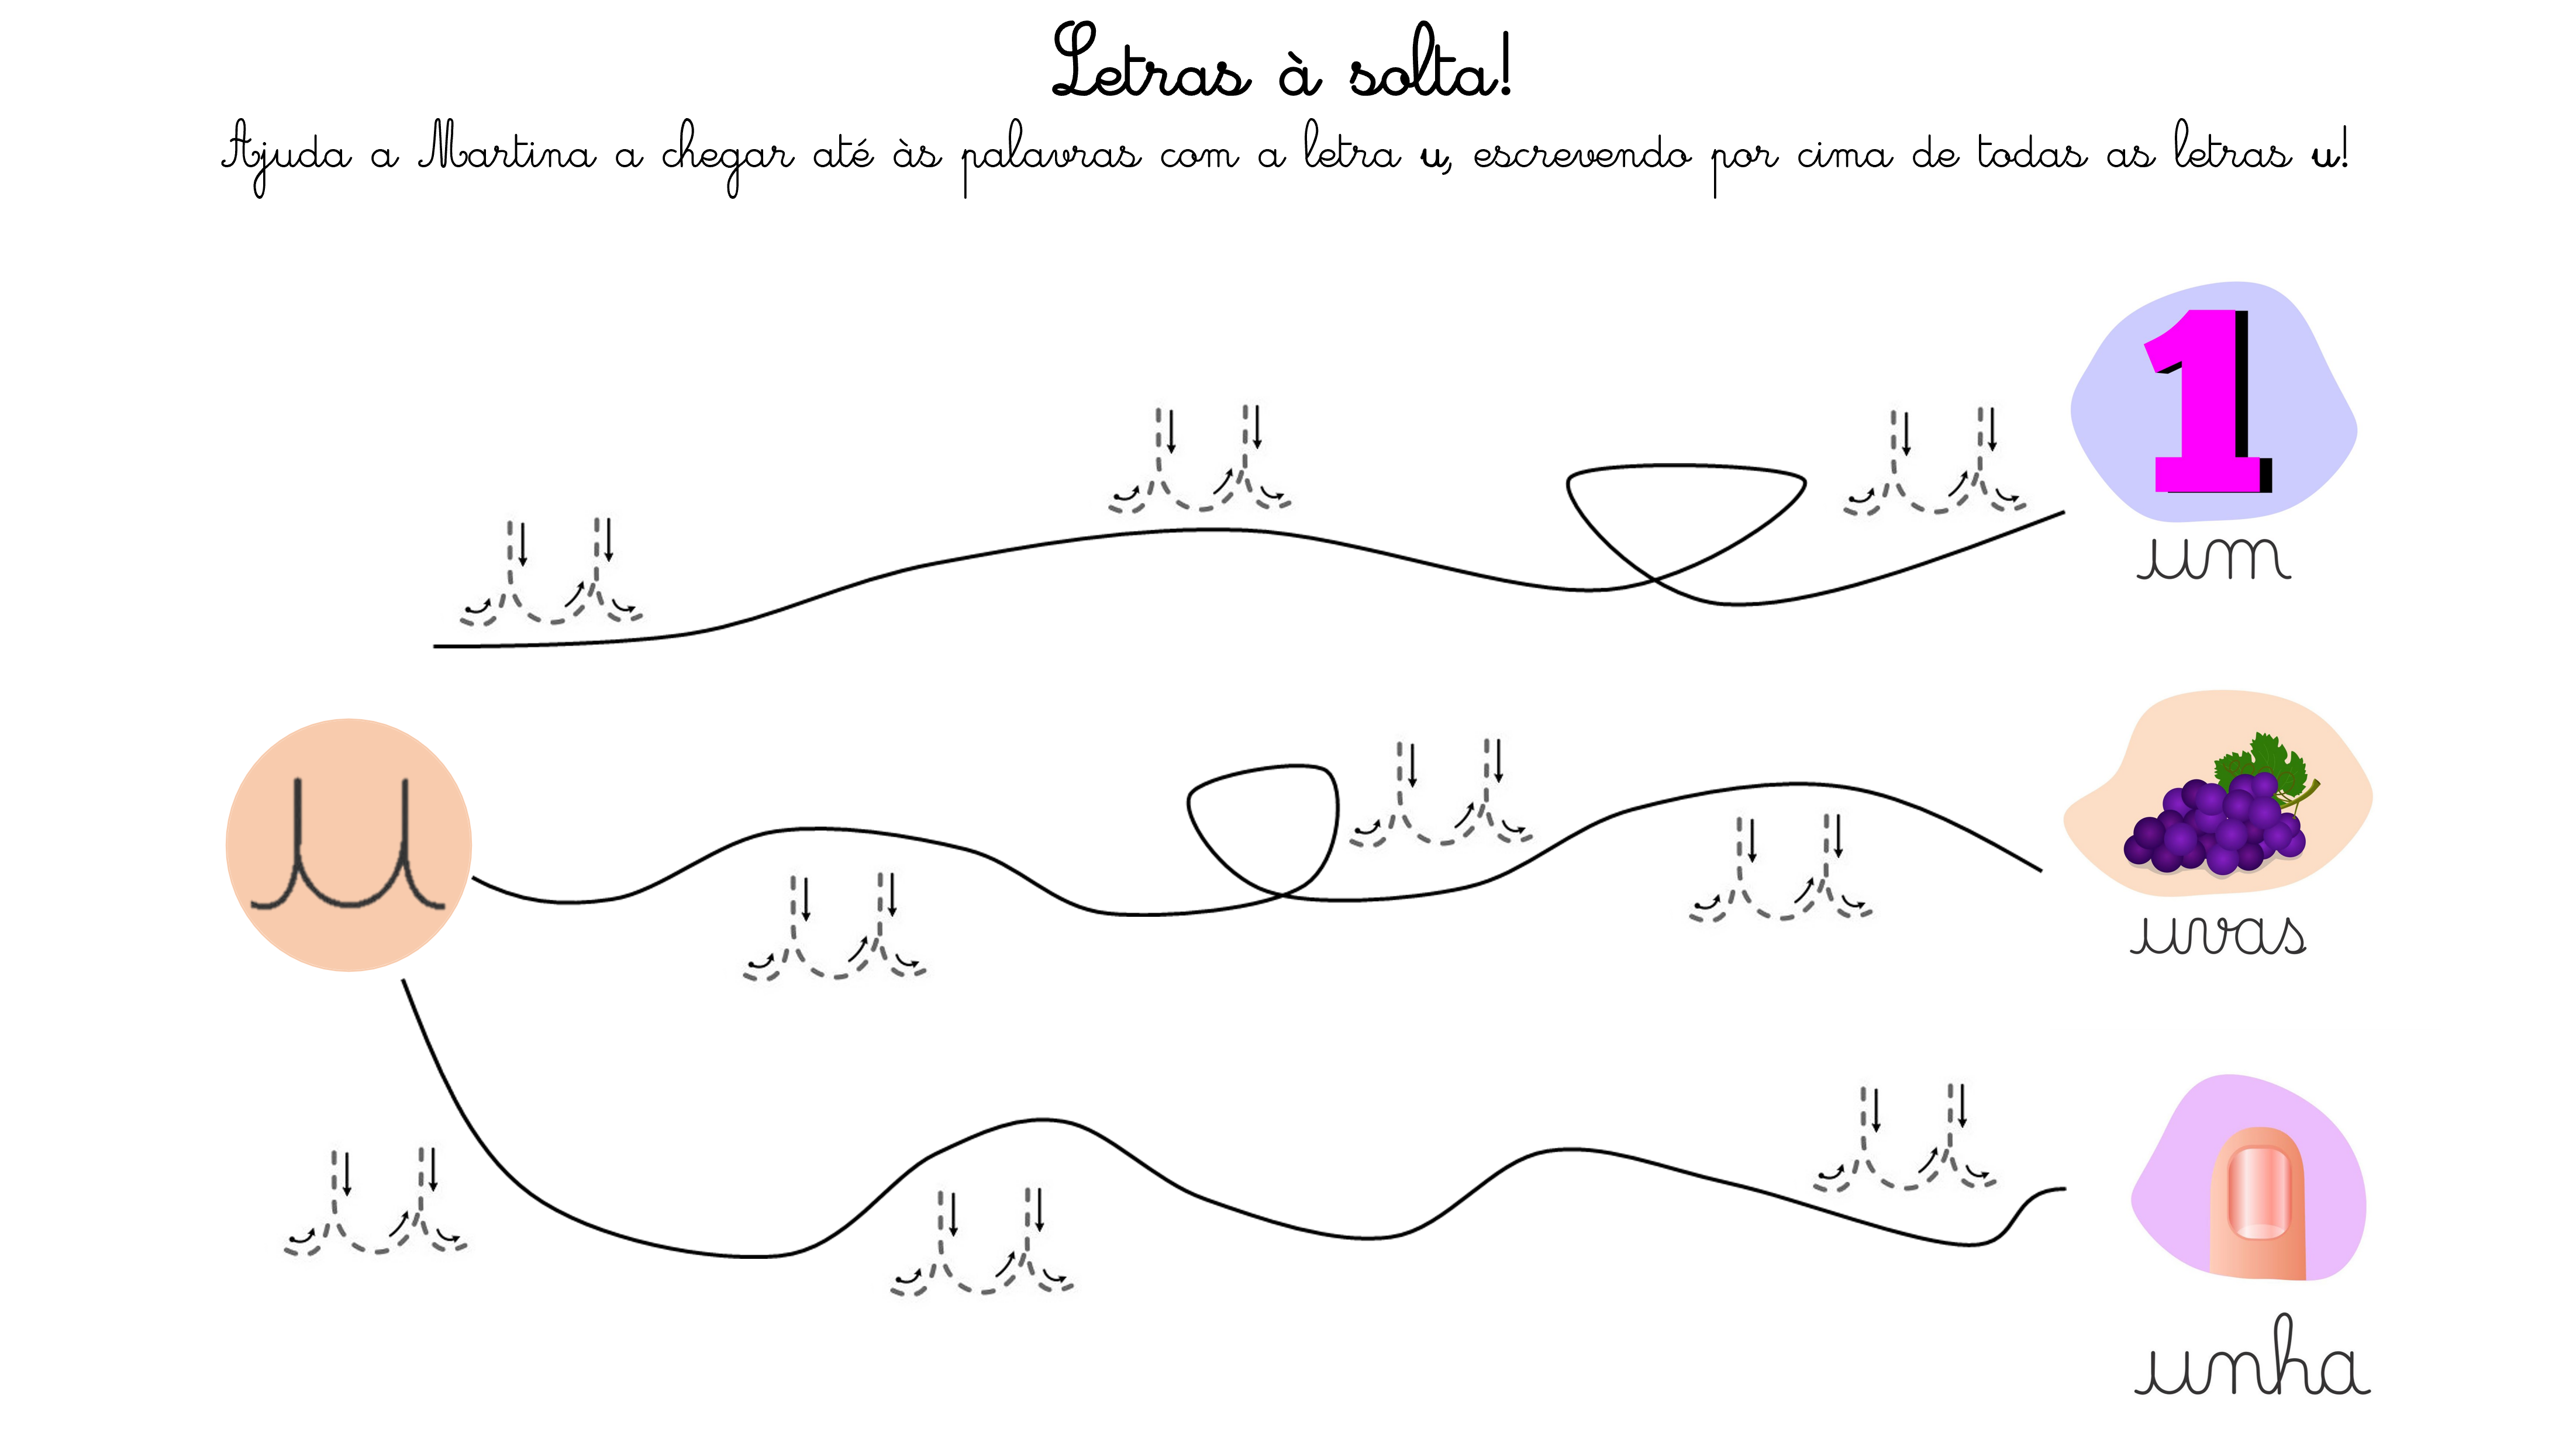 Letras à solta!
Ajuda a Martina a chegar até às palavras com a letra u, escrevendo por cima de todas as letras u!
u u u
1
um
u
u u u
uvas
u u u
unha